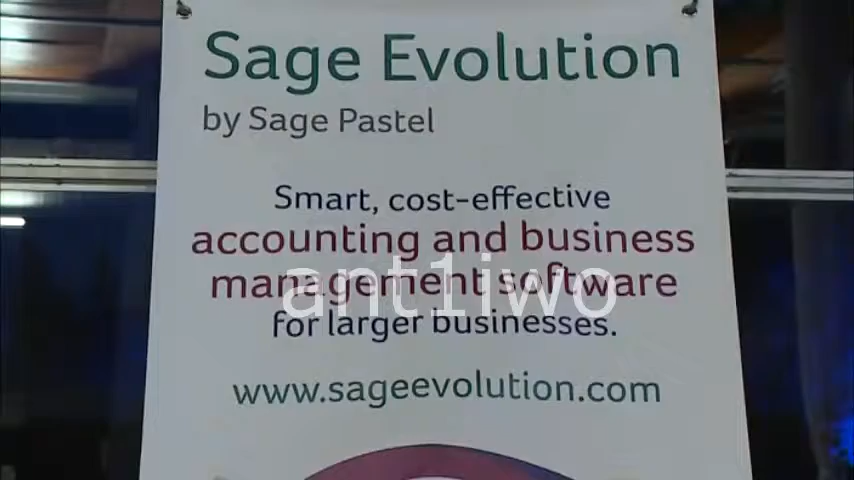 Sage Evolution
by Sage Pastel
Smart, cost-effective
accounting and business
management software
ant1iwo
for larger businesses.
www.sageevolution.com